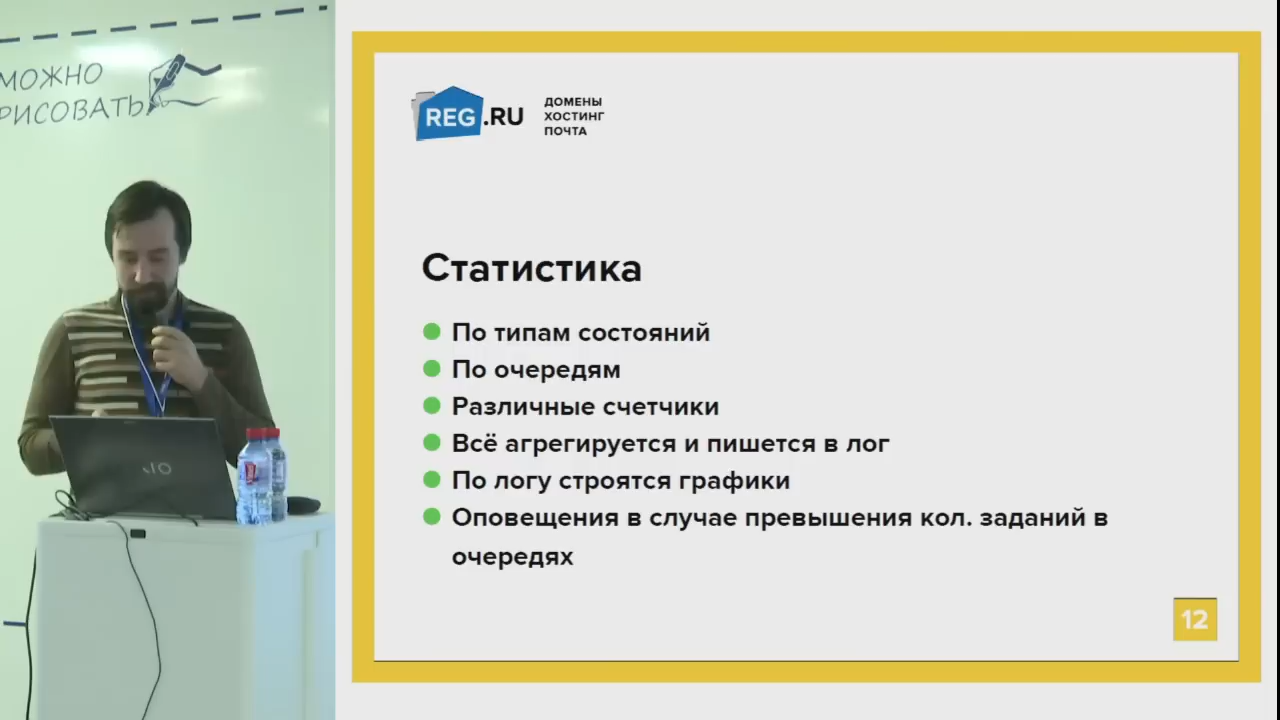 МОЖНО
РИСОВАТЬ
REG.RU
ДОМЕНЫ
ХОСТИНГ
ПОЧТА
Статистика
По типам состояний
По очередям
Различные счетчики
Всё агрегируется и пишется в лог
По логу строятся графики
Оповещения в случае превышения кол. заданий в
очередях
12